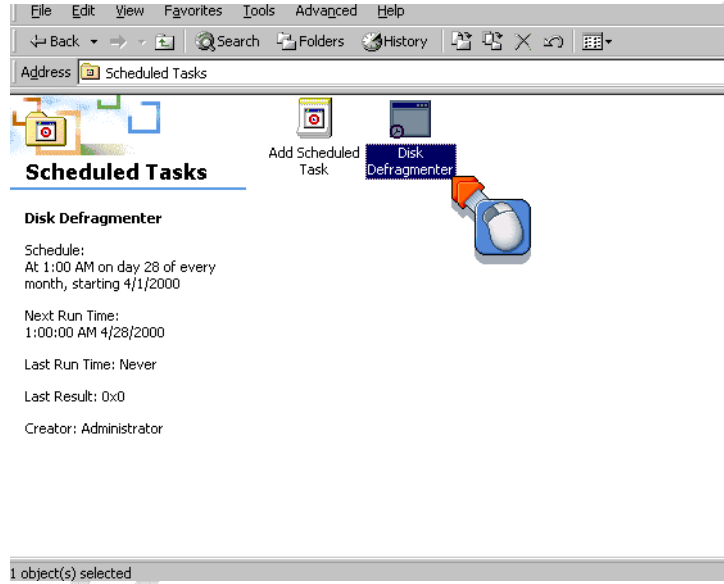 File Edit View Favorites Tools Advanced Help
Back Search Folders History
Address Scheduled Tasks
Scheduled Tasks
Disk Defragmenter
Schedule:
At 1:00 AM on day 28 of every
month, starting 4/1/2000
Next Run Time:
1:00:00 AM 4/28/2000
Last Run Time: Never
Last Result: 0x0
Creator: Administrator
Add Scheduled
Task
Disk
Defragmenter
1 object(s) selected